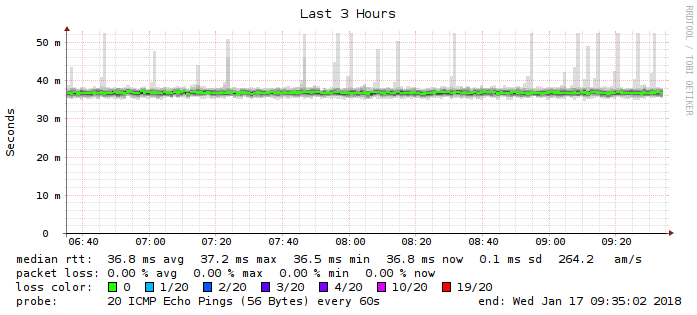 Last 3 Hours
RRDTOOL / TOBI OETIKER
Seconds
50 m
40 m
30 m
20 m
10 m
0
06:40 07:00 07:20 07:40 08:00 08:20 08:40 09:00 09:20
median rtt: 36.8 ms avg 37.2 ms max 36.5 ms min 36.8 ms now 0.1 ms sd 264.2 am/s
packet loss: 0.00 % avg 0.00 % max 0.00 % min 0.00 % now
loss color: 0 1/20 2/20 3/20 4/20 10/20 19/20
probe: 20 ICMP Echo Pings (56 Bytes) every 60s end: Wed Jan 17 09:35:02 2018